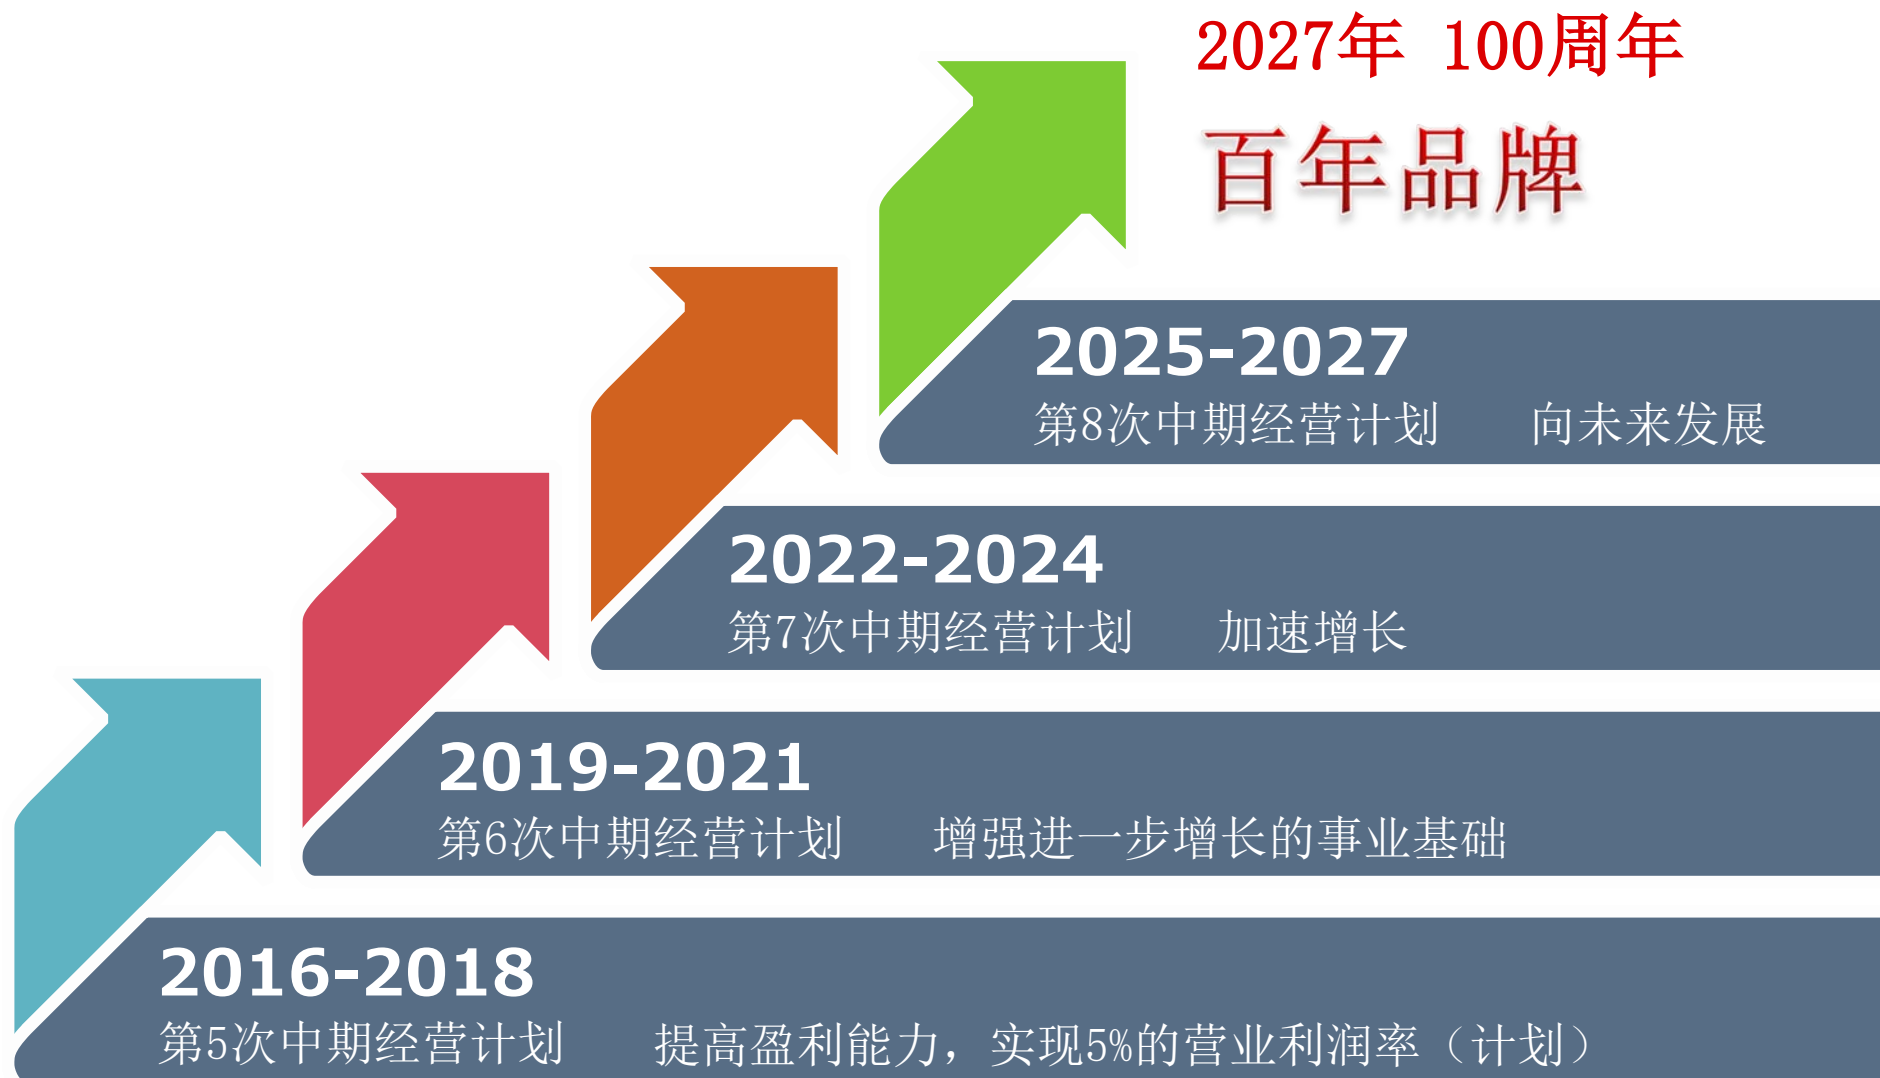 2027年 100周年
百年品牌
2025-2027
第8次中期经营计划 向未来发展
2022-2024
第7次中期经营计划 加速增长
2019-2021
第6次中期经营计划 增强进一步增长的事业基础
2016-2018
第5次中期经营计划 提高盈利能力，实现5%的营业利润率（计划）